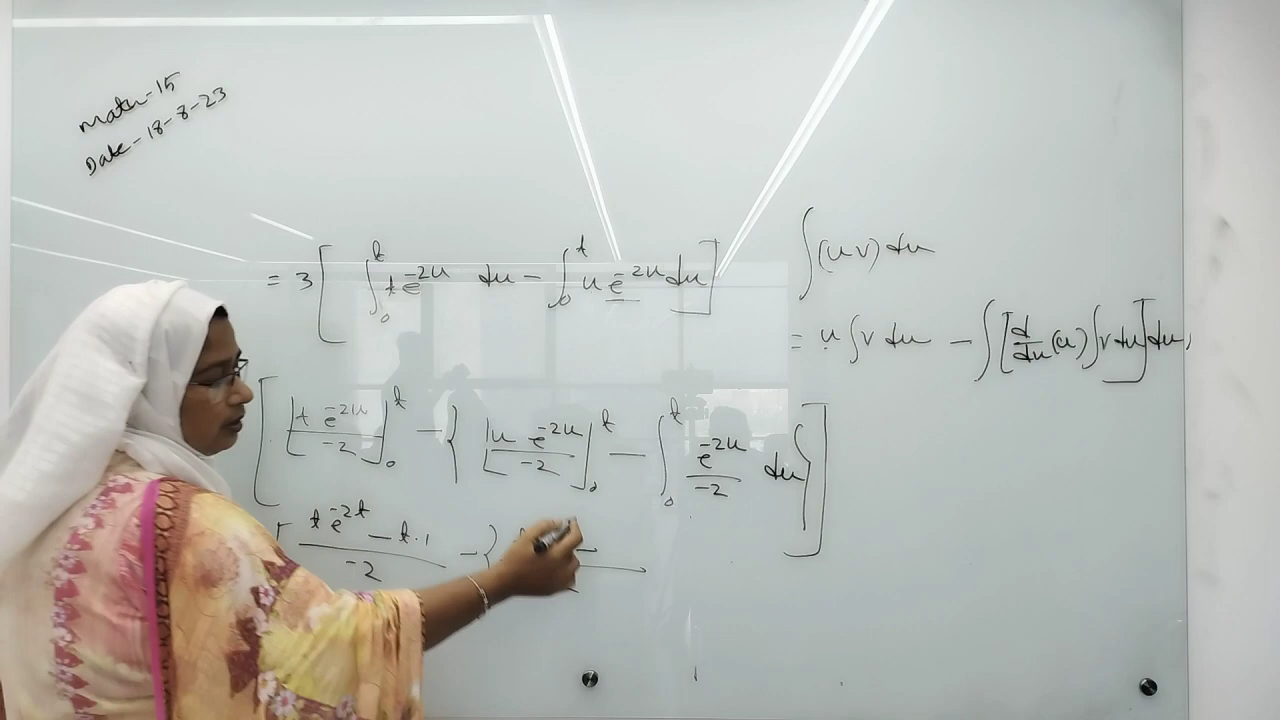 Math-15
Date-18-8-23
= 3[ ∫₀ᵗ t e^{-2u} du - ∫₀ᵗ u e^{-2u} du ]
[ [t e^{-2u} / -2]₀ᵗ - { [u e^{-2u} / -2]₀ᵗ - ∫₀ᵗ e^{-2u} / -2 du } ]
[ (t e^{-2t} - t.1) / -2 - {
∫(uv) du
= u ∫v du - ∫[ d/du (u) ∫v du ] du,